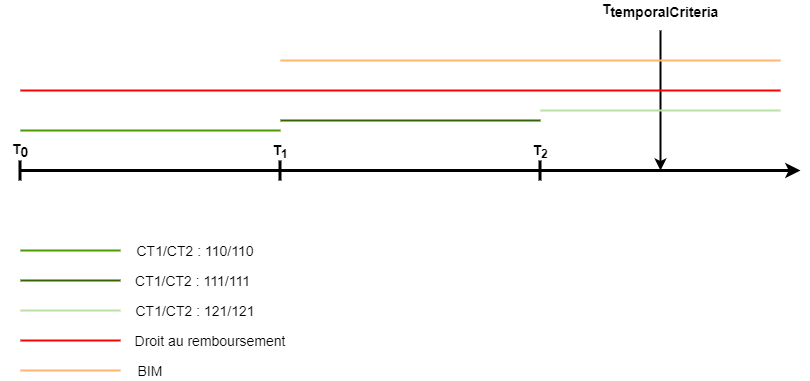 TtemporalCriteria
T0
T1
T2
CT1/CT2 : 110/110
CT1/CT2 : 111/111
CT1/CT2 : 121/121
Droit au remboursement
BIM